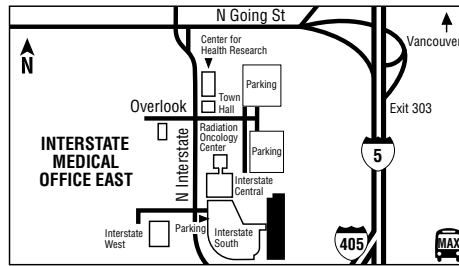 N Going St
Center for
Health Research
Vancouver
N
Parking
Town
Hall
Overlook
Exit 303
INTERSTATE
MEDICAL
OFFICE EAST
N Interstate
Radiation
Oncology
Center
Parking
5
Interstate
Central
Parking
Interstate
West
Interstate
South
405
MAX